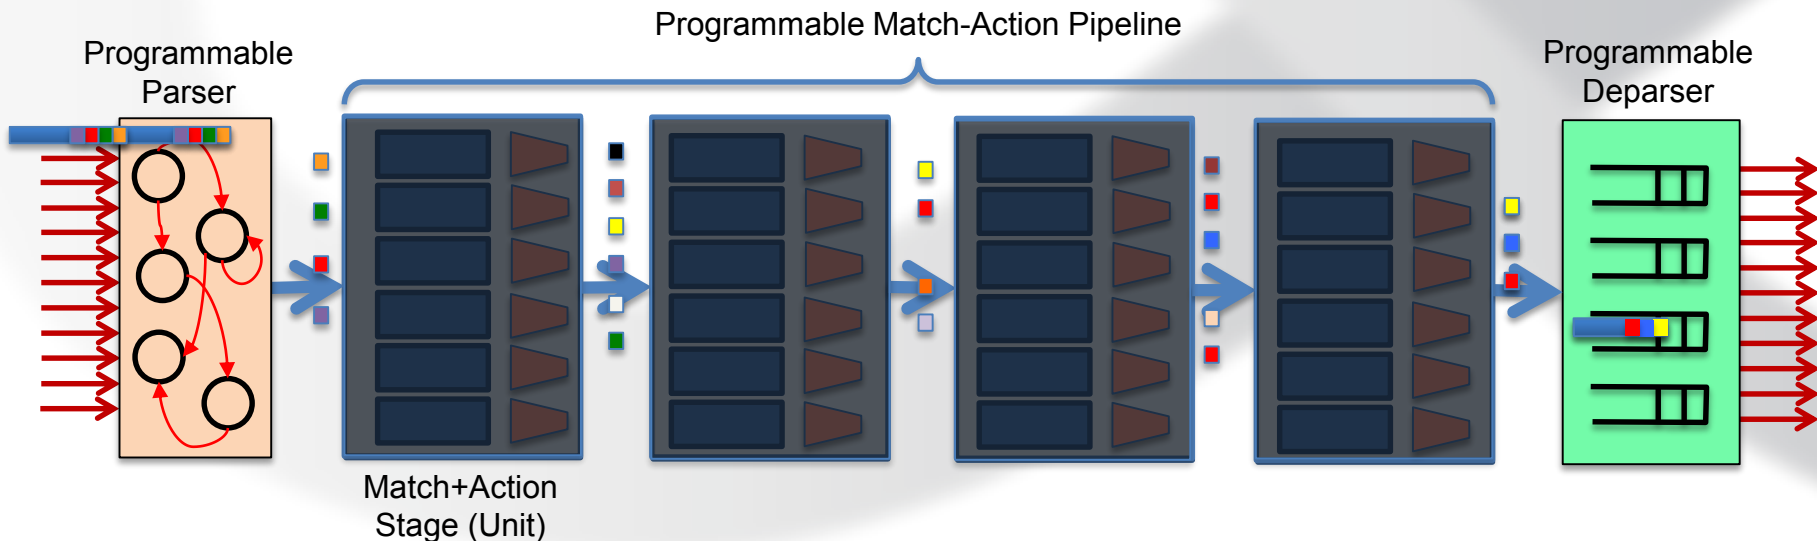 Programmable Match-Action Pipeline
Programmable
Parser
Programmable
Deparser
Match+Action
Stage (Unit)